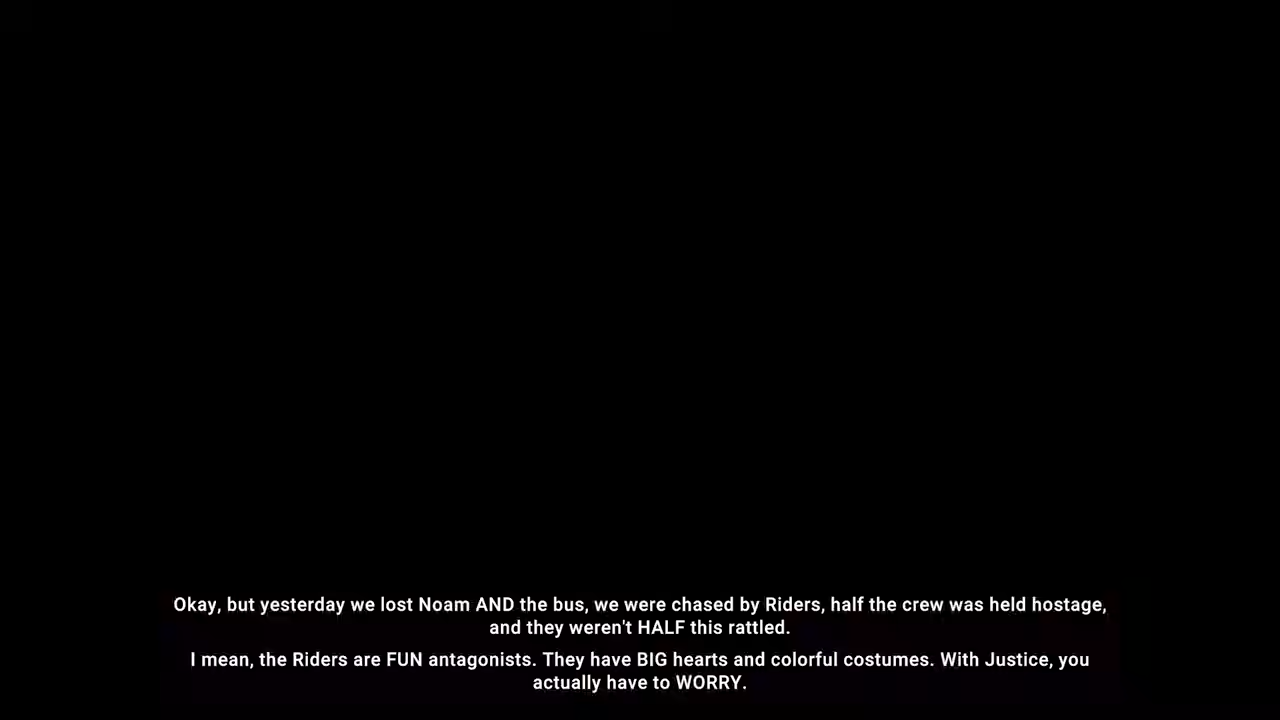 Okay, but yesterday we lost Noam AND the bus, we were chased by Riders, half the crew was held hostage,
and they weren't HALF this rattled.
I mean, the Riders are FUN antagonists. They have BIG hearts and colorful costumes. With Justice, you
actually have to WORRY.